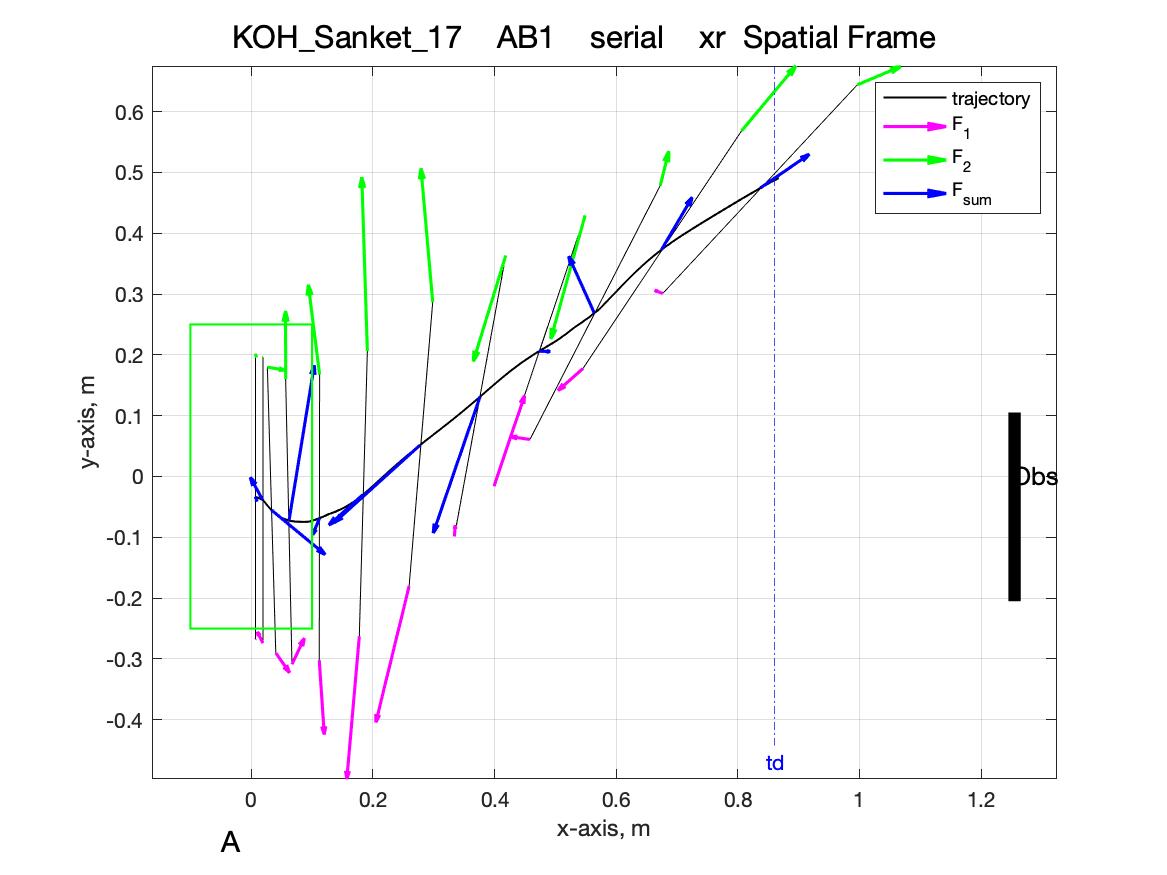 KOH_Sanket_17 AB1 serial xr Spatial Frame
trajectory
F1
F2
Fsum
0.6
0.5
0.4
0.3
0.2
0.1
0
-0.1
-0.2
-0.3
-0.4
y-axis, m
Obs
td
0 0.2 0.4 0.6 0.8 1 1.2
x-axis, m
A